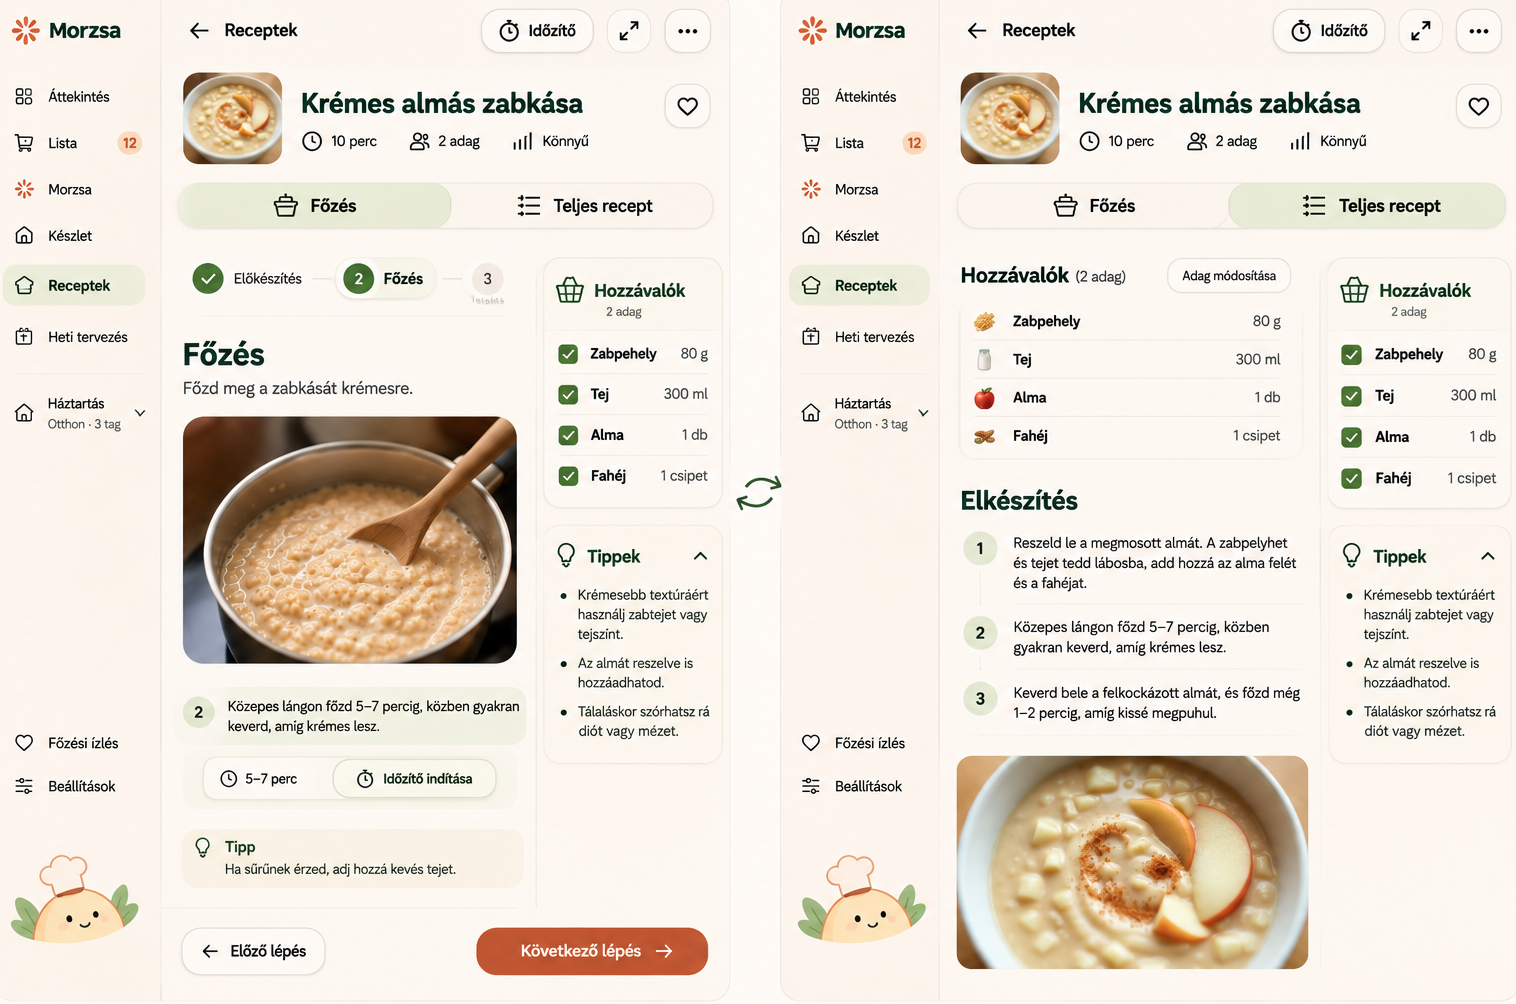 Morzsa
Áttekintés
Lista
12
Morzsa
Készlet
Receptek
Heti tervezés
Háztartás
Otthon · 3 tag
Főzési ízlés
Beállítások
← Receptek
Időzítő
Krémes almás zabkása
10 perc
2 adag
Könnyű
Főzés
Teljes recept
Előkészítés
2 Főzés
3
Főzés
Főzd meg a zabkását krémesre.
2
Közepes lángon főzd 5–7 percig, közben gyakran
keverd, amíg krémes lesz.
5–7 perc
Időzítő indítása
Tipp
Ha sűrűnek érzed, adj hozzá kevés tejet.
← Előző lépés
Következő lépés →
Hozzávalók
2 adag
Zabpehely 80 g
Tej 300 ml
Alma 1 db
Fahéj 1 csipet
Tippek
• Krémesebb textúráért
használj zabtejet vagy
tejszínt.
• Az almát reszelve is
hozzáadhatod.
• Tálaláskor szórhatsz rá
diót vagy mézet.
Morzsa
Áttekintés
Lista
12
Morzsa
Készlet
Receptek
Heti tervezés
Háztartás
Otthon · 3 tag
Főzési ízlés
Beállítások
← Receptek
Időzítő
Krémes almás zabkása
10 perc
2 adag
Könnyű
Főzés
Teljes recept
Hozzávalók (2 adag)
Adag módosítása
Zabpehely 80 g
Tej 300 ml
Alma 1 db
Fahéj 1 csipet
Elkészítés
1
Reszeld le a megmosott almát. A zabpelyhet
és tejet tedd lábosba, add hozzá az alma felét
és a fahéjat.
2
Közepes lángon főzd 5–7 percig, közben
gyakran keverd, amíg krémes lesz.
3
Keverd bele a felkockázott almát, és főzd még
1–2 percig, amíg kissé megpuhul.
Hozzávalók
2 adag
Zabpehely 80 g
Tej 300 ml
Alma 1 db
Fahéj 1 csipet
Tippek
• Krémesebb textúráért
használj zabtejet vagy
tejszínt.
• Az almát reszelve is
hozzáadhatod.
• Tálaláskor szórhatsz rá
diót vagy mézet.